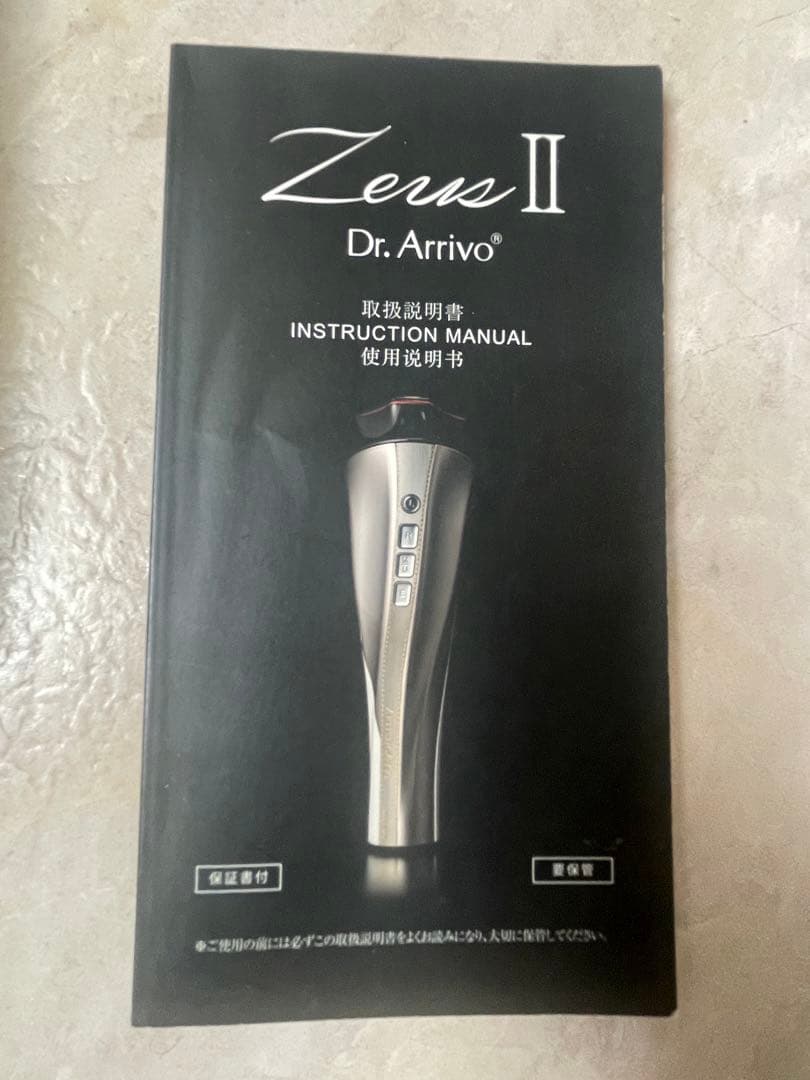 Zeus II
Dr. Arrivo®
取扱説明書
INSTRUCTION MANUAL
使用说明书
保証書付
要保管
※ご使用の前には必ずこの取扱説明書をよくお読みになり、大切に保管してください。